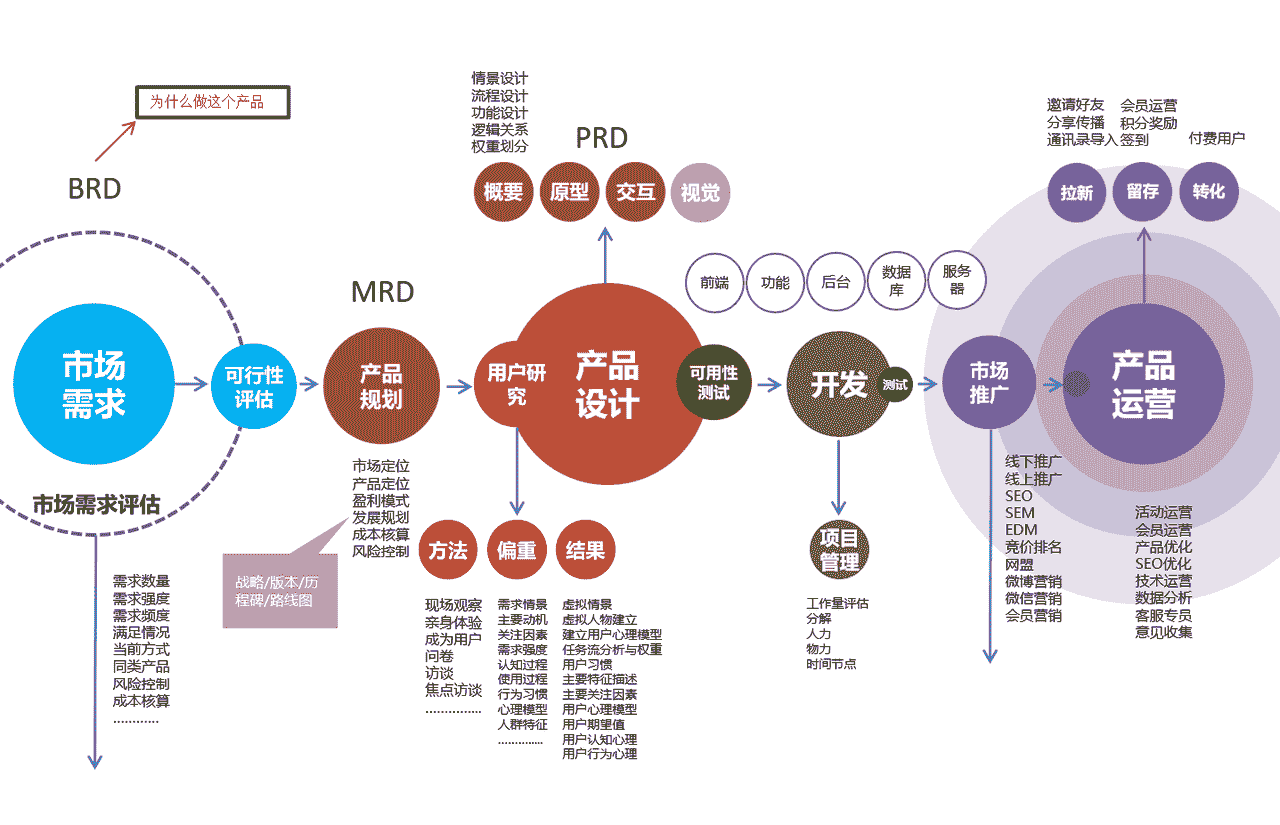 为什么做这个产品
BRD
市场
需求
市场需求评估
需求数量
需求强度
需求频度
满足情况
当前方式
同类产品
风险控制
成本核算
…………
可行性
评估
MRD
产品
规划
市场定位
产品定位
盈利模式
发展规划
成本核算
风险控制
战略/版本/历
程碑/路线图
情景设计
流程设计
功能设计
逻辑关系
权重划分
PRD
概要
原型
交互
视觉
用户研
究
产品
设计
可用性
测试
方法
现场观察
亲身体验
成为用户
问卷
访谈
焦点访谈
……………
偏重
需求情景
主要动机
关注因素
需求强度
认知过程
使用过程
行为习惯
心理模型
人群特征
…………..
结果
虚拟情景
虚拟人物建立
建立用户心理模型
任务流分析与权重
用户习惯
主要特征描述
主要关注因素
用户心理模型
用户期望值
用户认知心理
用户行为心理
前端
功能
后台
数据
库
服务
器
开发
测试
项目
管理
工作量评估
分解
人力
物力
时间节点
市场
推广
线下推广
线上推广
SEO
SEM
EDM
竞价排名
网盟
微博营销
微信营销
会员营销
邀请好友
分享传播
通讯录导入
会员运营
积分奖励
签到
付费用户
拉新
留存
转化
产品
运营
活动运营
会员运营
产品优化
SEO优化
技术运营
数据分析
客服专员
意见收集